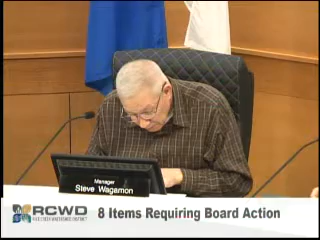 Manager
Steve Wagamon
RCWD
RICE CREEK WATERSHED DISTRICT
8 Items Requiring Board Action